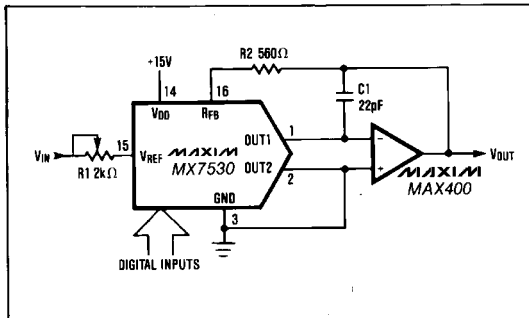 +15V
R2 560Ω
14
16
VDD
RFB
C1
22pF
VIN
15
VREF
R1 2kΩ
MAXIM
MX7530
OUT1
1
OUT2
2
−
+
VOUT
MAXIM
MAX400
GND
3
DIGITAL INPUTS